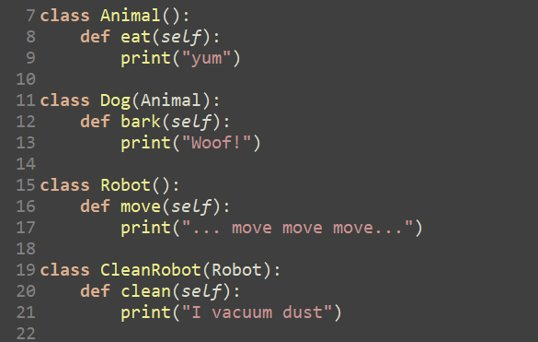 7 class Animal():
8     def eat(self):
9         print("yum")
10
11 class Dog(Animal):
12     def bark(self):
13         print("Woof!")
14
15 class Robot():
16     def move(self):
17         print("... move move move...")
18
19 class CleanRobot(Robot):
20     def clean(self):
21         print("I vacuum dust")
22